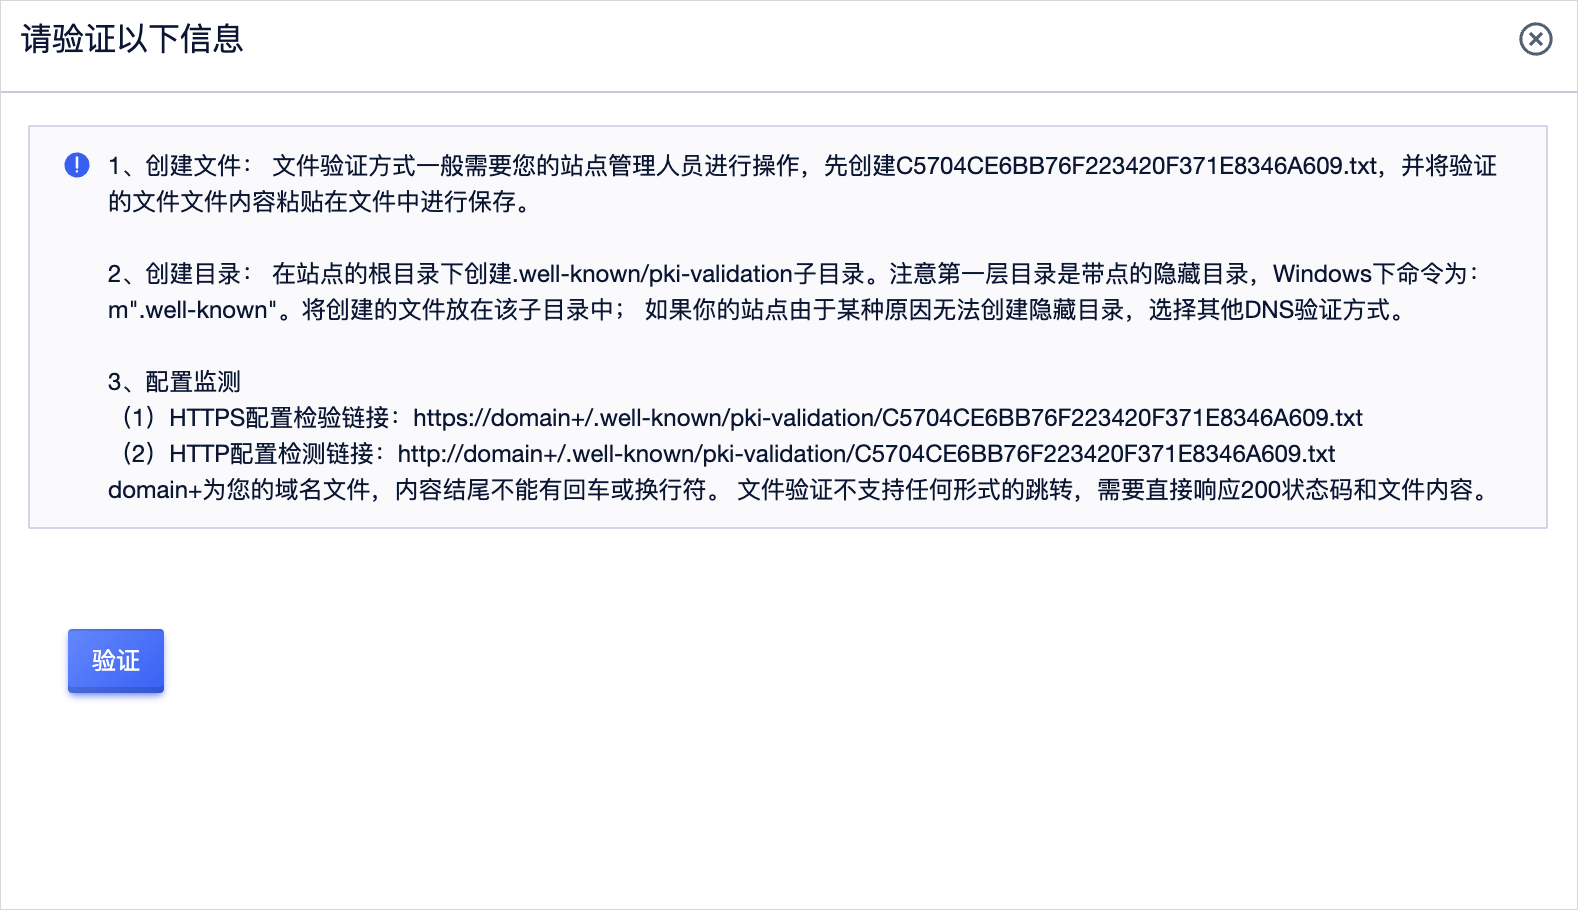 请验证以下信息
1、创建文件： 文件验证方式一般需要您的站点管理人员进行操作，先创建C5704CE6BB76F223420F371E8346A609.txt，并将验证
的文件文件内容粘贴在文件中进行保存。
2、创建目录： 在站点的根目录下创建.well-known/pki-validation子目录。注意第一层目录是带点的隐藏目录，Windows下命令为：
m".well-known"。将创建的文件放在该子目录中； 如果你的站点由于某种原因无法创建隐藏目录，选择其他DNS验证方式。
3、配置监测
（1）HTTPS配置检验链接：https://domain+/.well-known/pki-validation/C5704CE6BB76F223420F371E8346A609.txt
（2）HTTP配置检测链接：http://domain+/.well-known/pki-validation/C5704CE6BB76F223420F371E8346A609.txt
domain+为您的域名文件，内容结尾不能有回车或换行符。 文件验证不支持任何形式的跳转，需要直接响应200状态码和文件内容。
验证